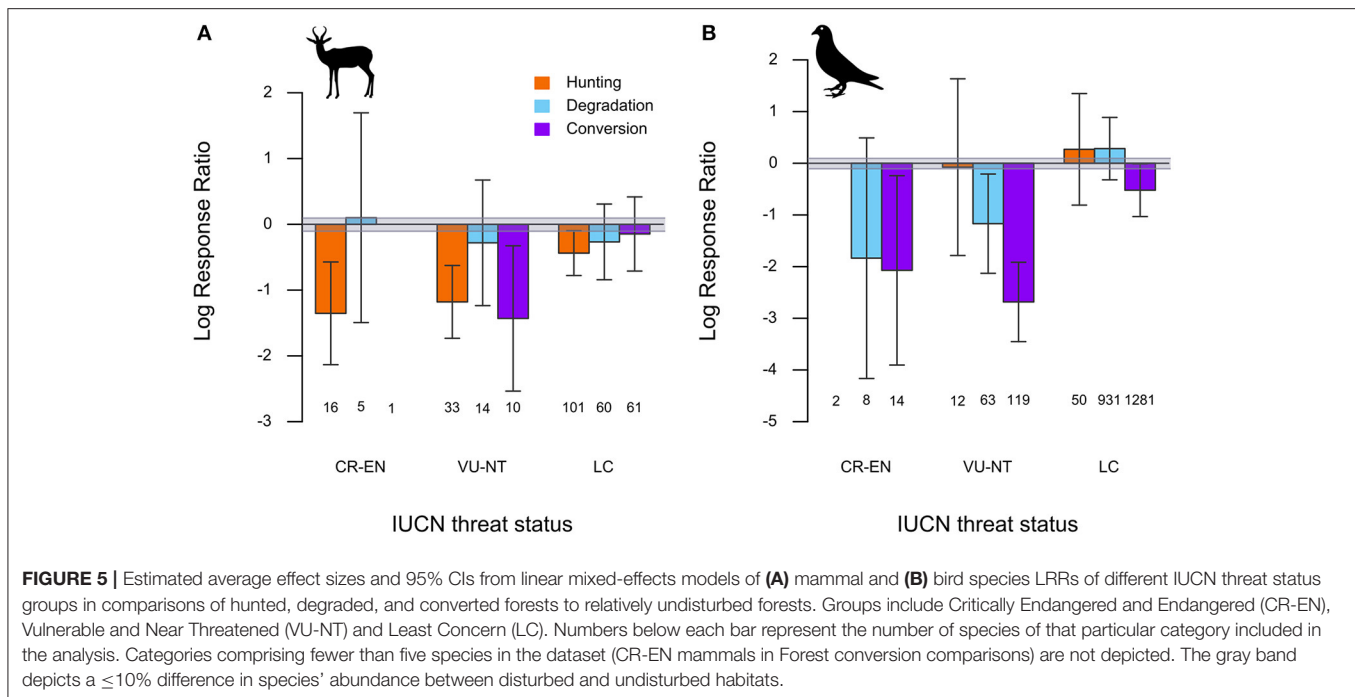 A
B
Hunting
Degradation
Conversion
Log Response Ratio
2
1
0
-1
-2
-3
16 5 1 33 14 10 101 60 61
CR-EN VU-NT LC
IUCN threat status
Log Response Ratio
2
1
0
-1
-2
-3
-4
-5
2 8 14 12 63 119 50 931 1281
CR-EN VU-NT LC
IUCN threat status
FIGURE 5 | Estimated average effect sizes and 95% CIs from linear mixed-effects models of (A) mammal and (B) bird species LRRs of different IUCN threat status
groups in comparisons of hunted, degraded, and converted forests to relatively undisturbed forests. Groups include Critically Endangered and Endangered (CR-EN),
Vulnerable and Near Threatened (VU-NT) and Least Concern (LC). Numbers below each bar represent the number of species of that particular category included in
the analysis. Categories comprising fewer than five species in the dataset (CR-EN mammals in Forest conversion comparisons) are not depicted. The gray band
depicts a ≤10% difference in species' abundance between disturbed and undisturbed habitats.